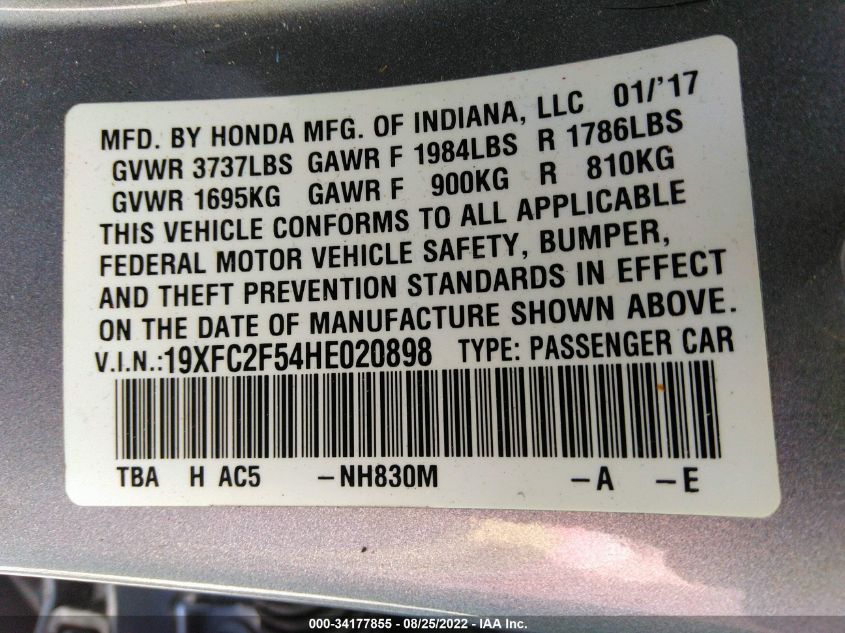 MFD. BY HONDA MFG. OF INDIANA, LLC 01/'17
GVWR 3737LBS GAWR F 1984LBS R 1786LBS
GVWR 1695KG GAWR F 900KG R 810KG
THIS VEHICLE CONFORMS TO ALL APPLICABLE
FEDERAL MOTOR VEHICLE SAFETY, BUMPER,
AND THEFT PREVENTION STANDARDS IN EFFECT
ON THE DATE OF MANUFACTURE SHOWN ABOVE.
V.I.N.:19XFC2F54HE020898 TYPE: PASSENGER CAR
TBA H AC5 –NH830M –A –E
000-34177855 - 08/25/2022 - IAAI Inc.